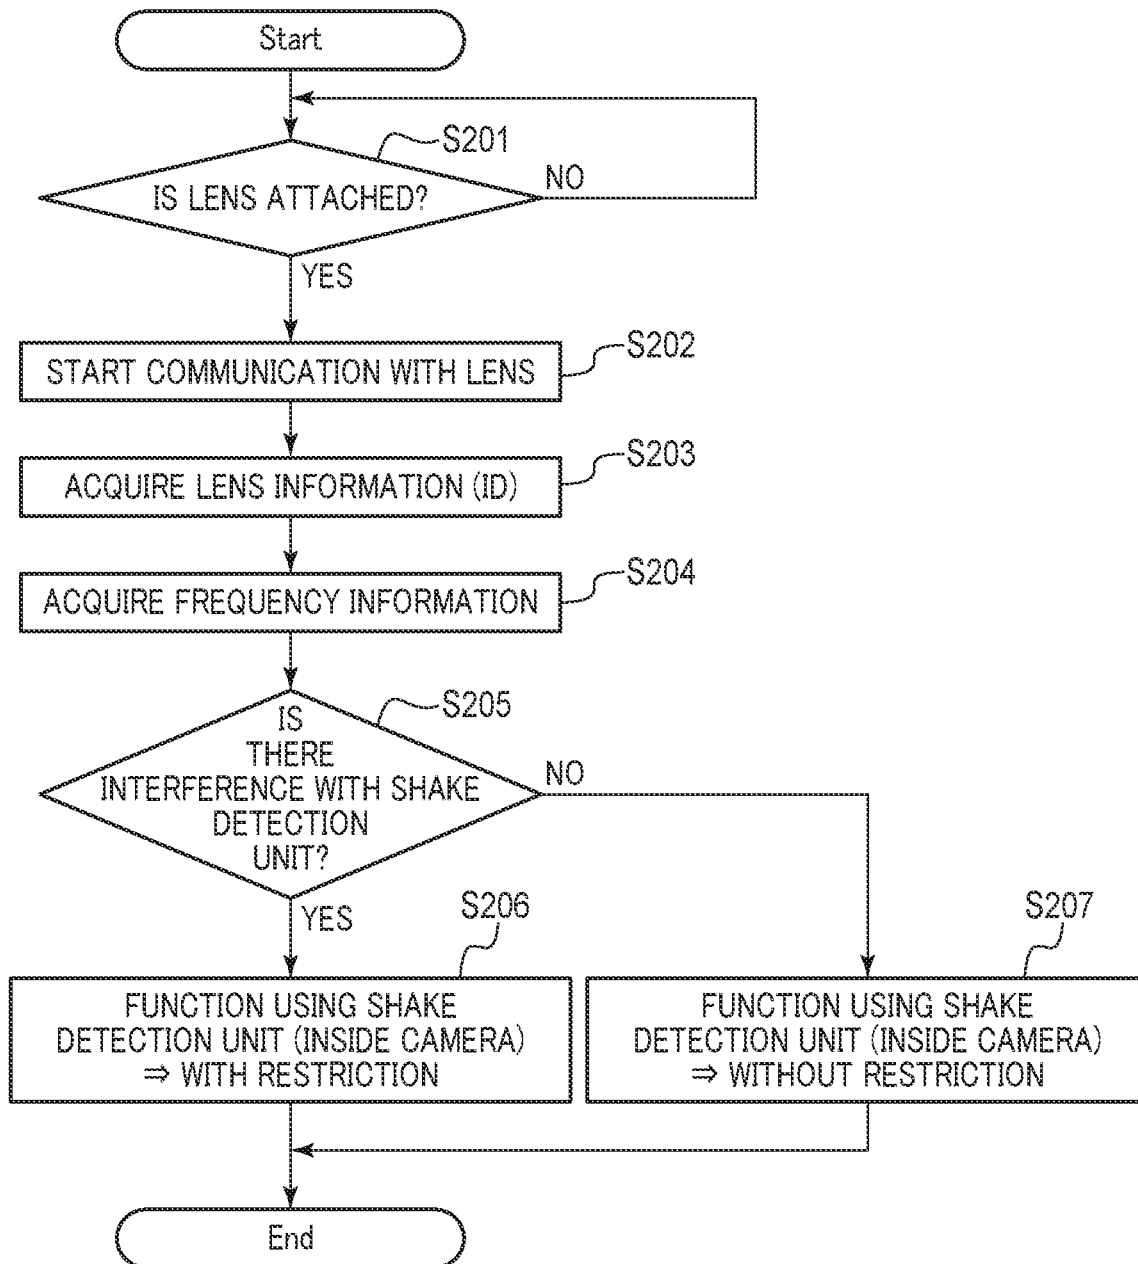 Start
S201
IS LENS ATTACHED?
NO
YES
S202
START COMMUNICATION WITH LENS
S203
ACQUIRE LENS INFORMATION (ID)
S204
ACQUIRE FREQUENCY INFORMATION
S205
IS
THERE
INTERFERENCE WITH SHAKE
DETECTION
UNIT?
NO
YES
S206
FUNCTION USING SHAKE
DETECTION UNIT (INSIDE CAMERA)
⇒ WITH RESTRICTION
S207
FUNCTION USING SHAKE
DETECTION UNIT (INSIDE CAMERA)
⇒ WITHOUT RESTRICTION
End